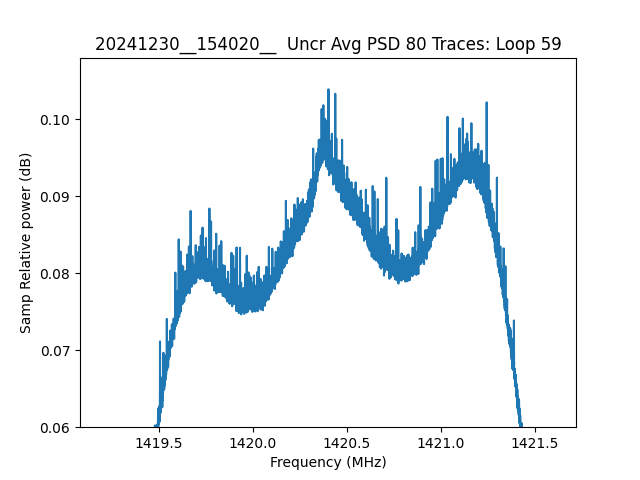 20241230__154020__  Uncr Avg PSD 80 Traces: Loop 59
Samp Relative power (dB)
0.10
0.09
0.08
0.07
0.06
1419.5 1420.0 1420.5 1421.0 1421.5
Frequency (MHz)